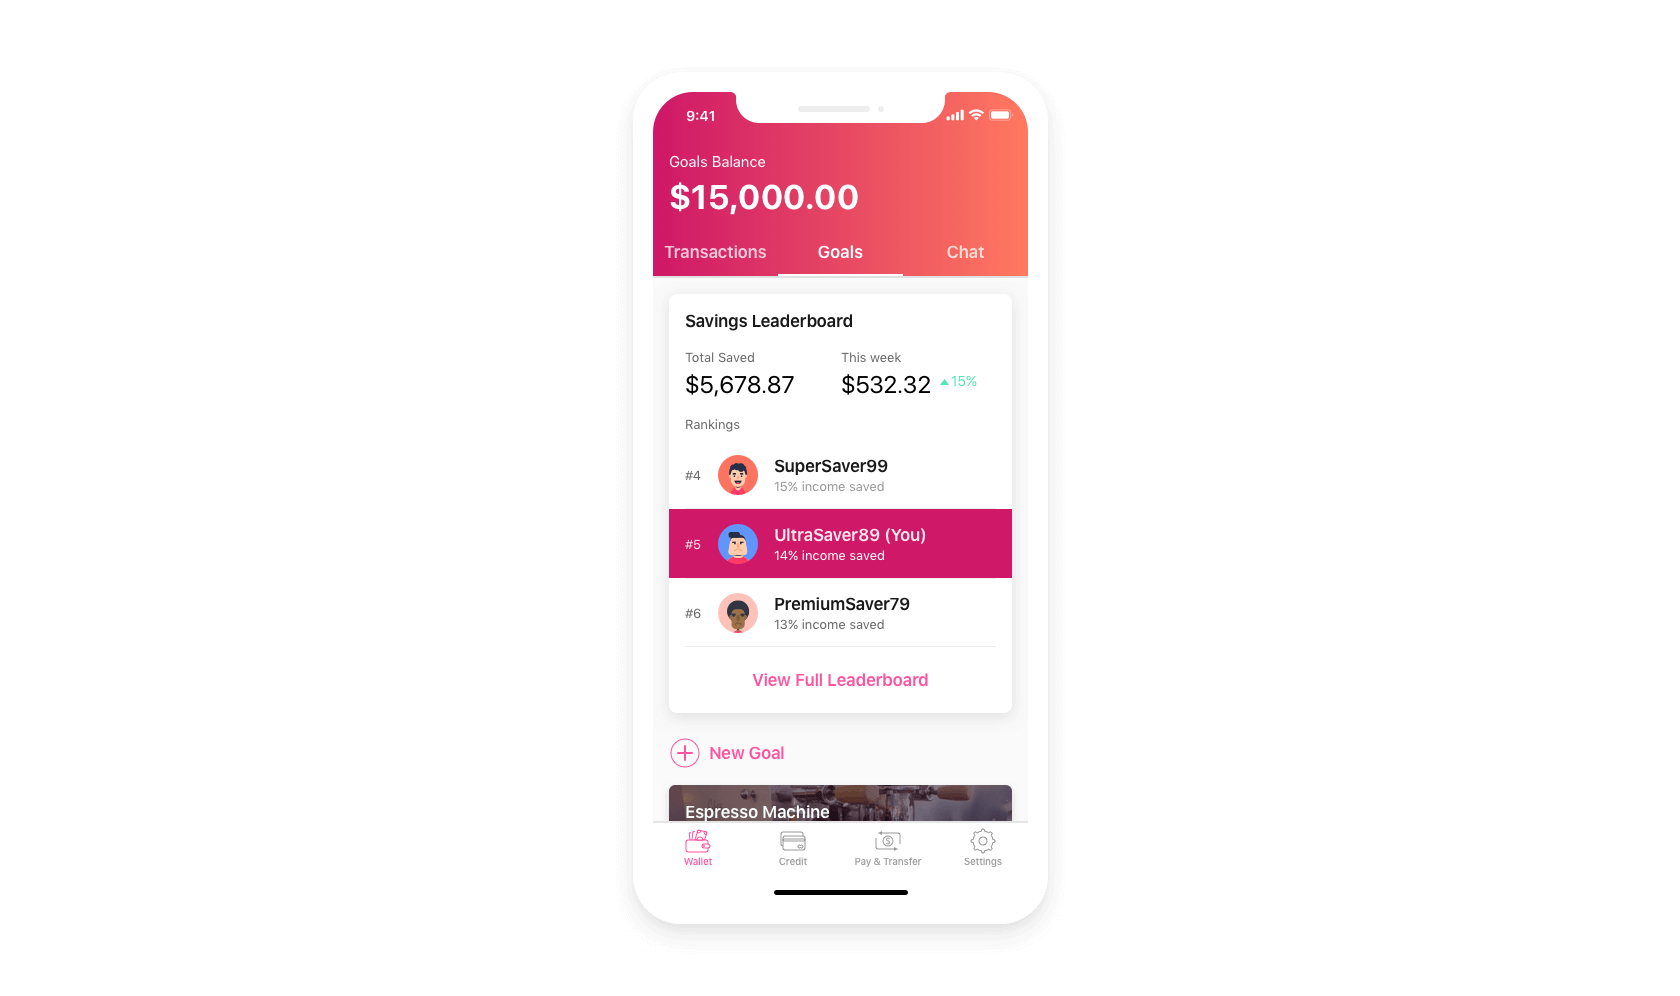 9:41
Goals Balance
$15,000.00
Transactions Goals Chat
Savings Leaderboard
Total Saved This week
$5,678.87 $532.32 15%
Rankings
#4 SuperSaver99
15% income saved
#5 UltraSaver89 (You)
14% income saved
#6 PremiumSaver79
13% income saved
View Full Leaderboard
New Goal
Espresso Machine
Wallet Credit Pay & Transfer Settings